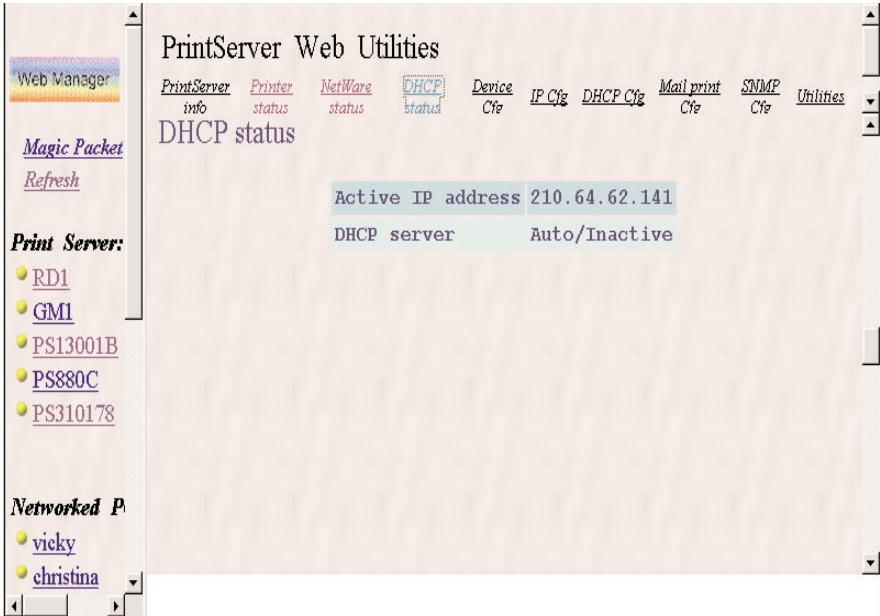 Web Manager
Magic Packet
Refresh
Print Server:
RD1
GM1
PS13001B
PS880C
PS310178
Networked P
vicky
christina
PrintServer Web Utilities
PrintServer info
Printer status
NetWare status
DHCP status
Device Cfg
IP Cfg
DHCP Cfg
Mail print Cfg
SNMP Cfg
Utilities
DHCP status
Active IP address 210.64.62.141
DHCP server Auto/Inactive